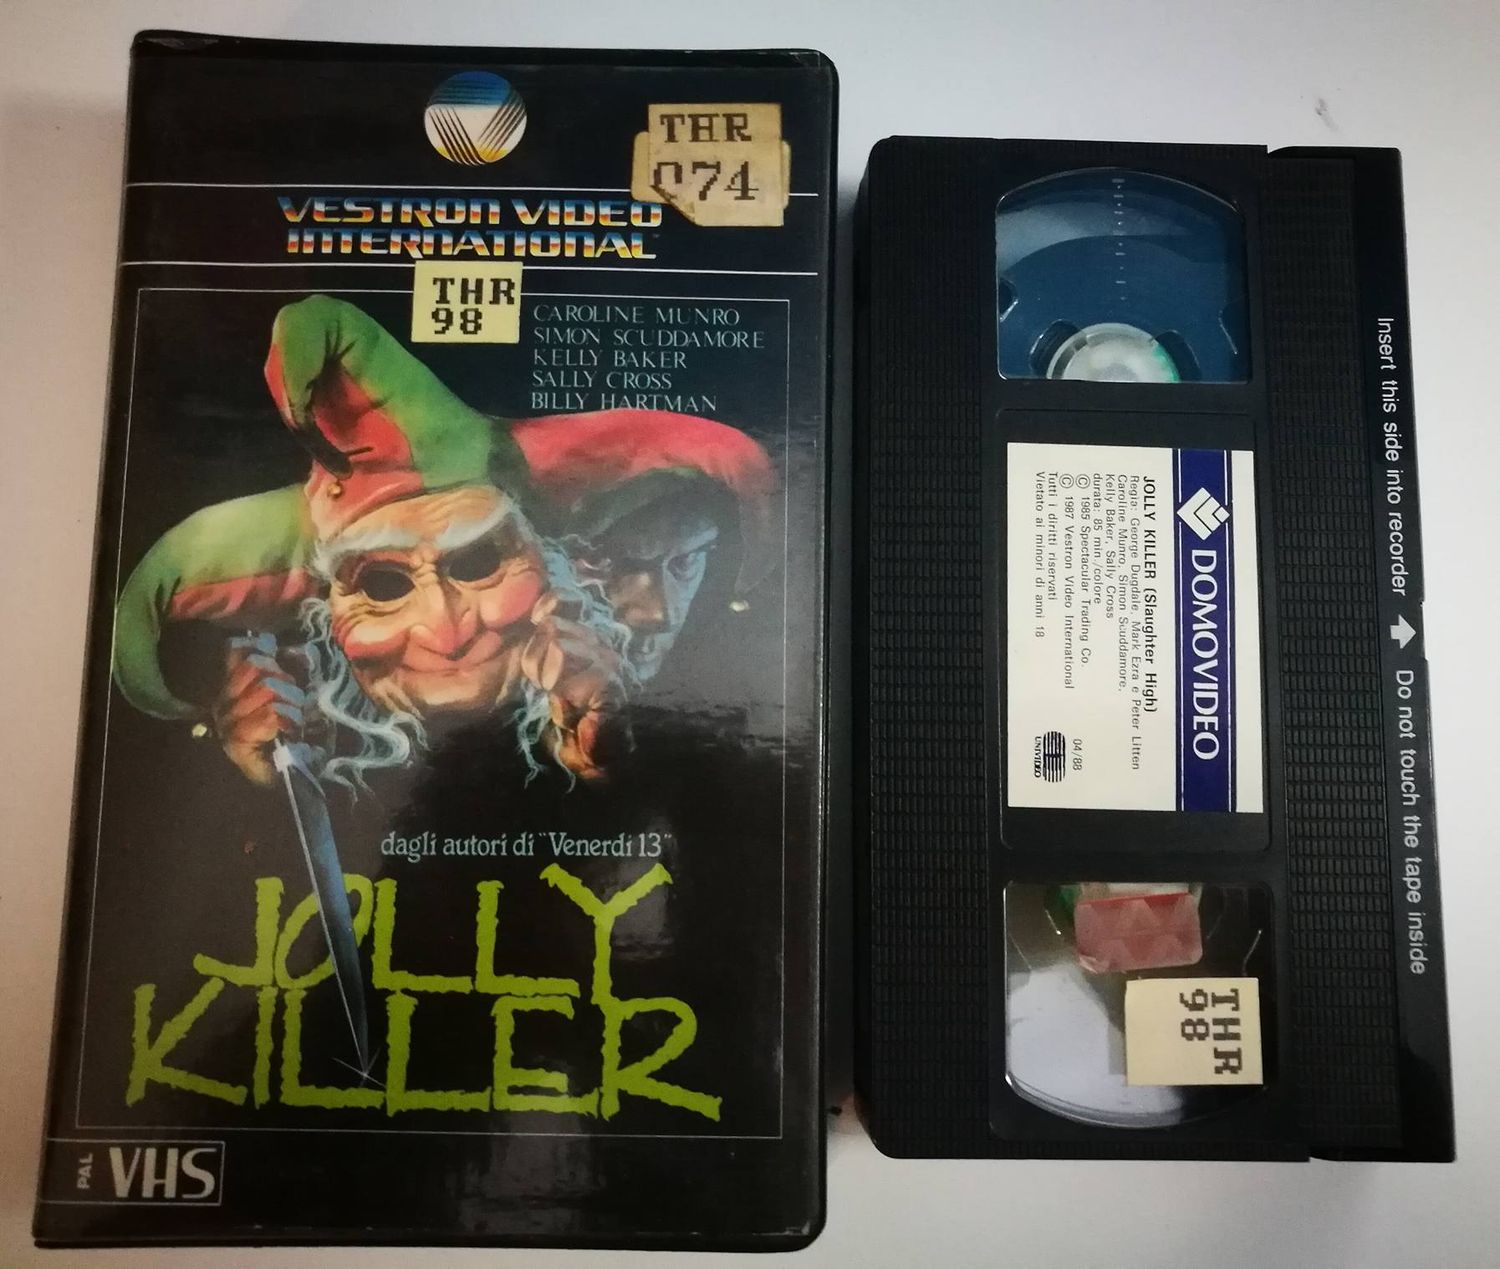 THR
074
VESTRON VIDEO
INTERNATIONAL
THR
98
CAROLINE MUNRO
SIMON SCUDDAMORE
KELLY BAKER
SALLY CROSS
BILLY HARTMAN
dagli autori di "Venerdi 13"
JOLLY
KILLER
PAL
VHS
DOMOVIDEO
JOLLY KILLER (Slaughter High)
Regia: George Dugdale, Mark Ezra e Peter Litten
Caroline Munro, Simon Scuddamore,
Kelly Baker, Sally Cross
durata: 85 min./colore
© 1985 Spectacular Trading Co.
© 1987 Vestron Video International
Tutti i diritti riservati
Vietato ai minori di anni 18
04/88
UNIVIDEO
THR
98
Insert this side into recorder
Do not touch the tape inside